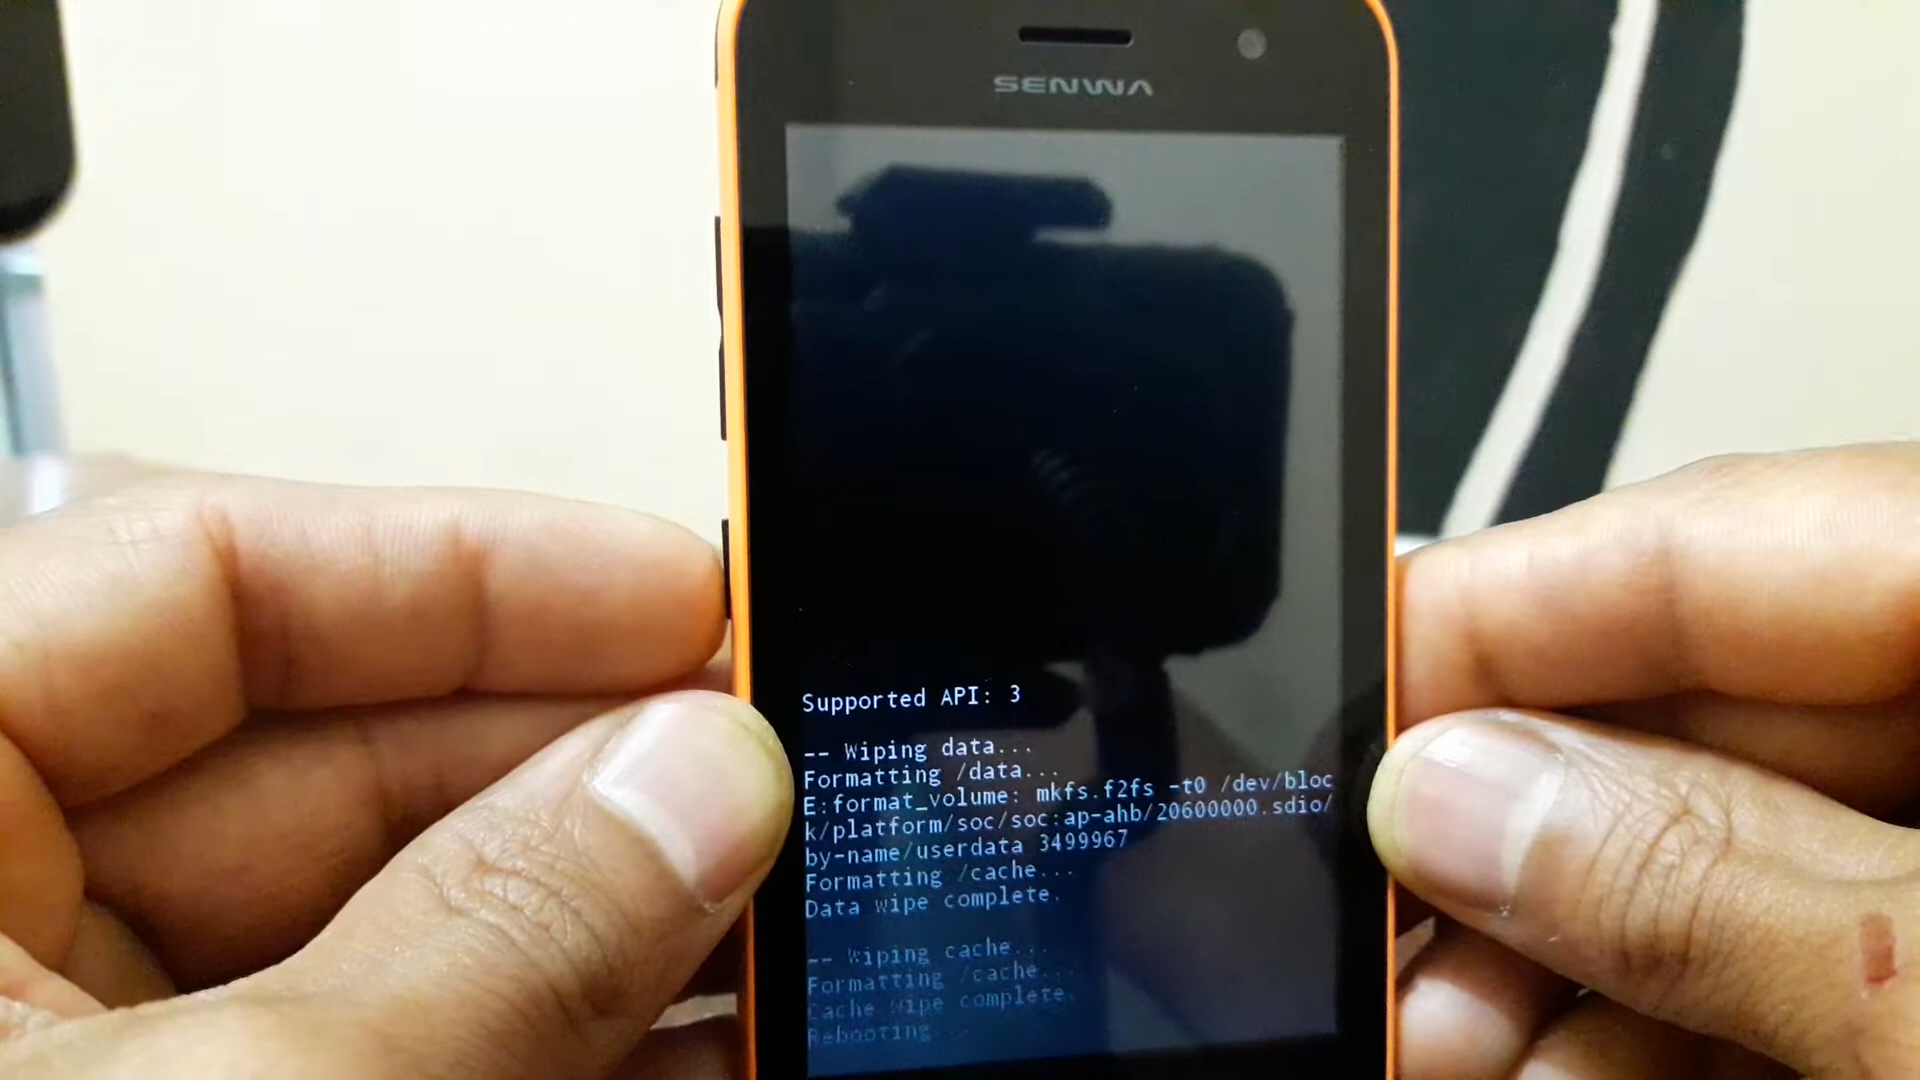 SENWA
Supported API: 3
-- Wiping data...
Formatting /data...
E:format_volume: mkfs.f2fs -t0 /dev/bloc
k/platform/soc/soc:ap-ahb/20600000.sdio/
by-name/userdata 3499967
Formatting /cache...
Data wipe complete.
-- Wiping cache...
Formatting /cache...
Cache wipe complete.
Rebooting...